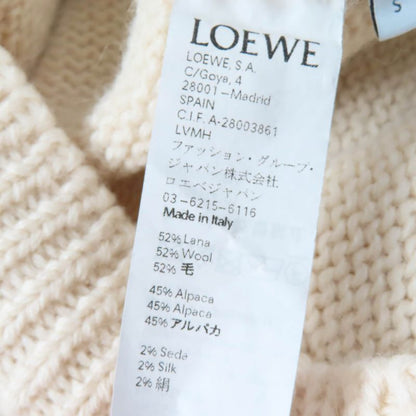 LOEWE
LOEWE, S.A.
C/Goya, 4
28001-Madrid
SPAIN
C.I.F. A-28003861
LVMH
ファッション・グループ・
ジャパン株式会社
ロエベジャパン
03-6215-6116
Made in Italy
52% Lana
52% Wool
52% 毛
45% Alpaca
45% Alpaca
45% アルパカ
2% Seda
2% Silk
2% 絹
S